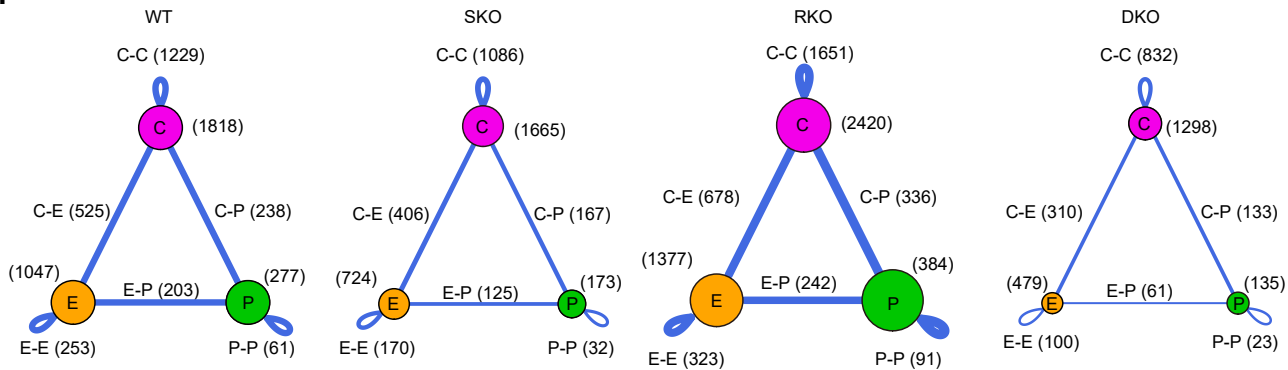 WT
C-C (1229)
C
(1818)
C-E (525)
C-P (238)
(1047)
E
E-P (203)
(277)
P
E-E (253)
P-P (61)
SKO
C-C (1086)
C
(1665)
C-E (406)
C-P (167)
(724)
E
E-P (125)
(173)
P
E-E (170)
P-P (32)
RKO
C-C (1651)
C
(2420)
C-E (678)
C-P (336)
(1377)
E
E-P (242)
(384)
P
E-E (323)
P-P (91)
DKO
C-C (832)
C
(1298)
C-E (310)
C-P (133)
(479)
E
E-P (61)
(135)
P
E-E (100)
P-P (23)